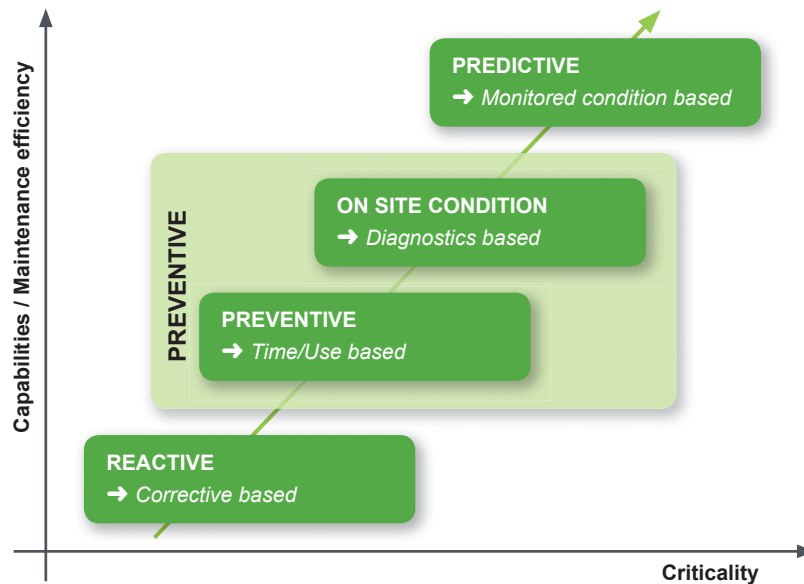 Capabilities / Maintenance efficiency
PREDICTIVE
➜ Monitored condition based
PREVENTIVE
ON SITE CONDITION
➜ Diagnostics based
PREVENTIVE
➜ Time/Use based
REACTIVE
➜ Corrective based
Criticality